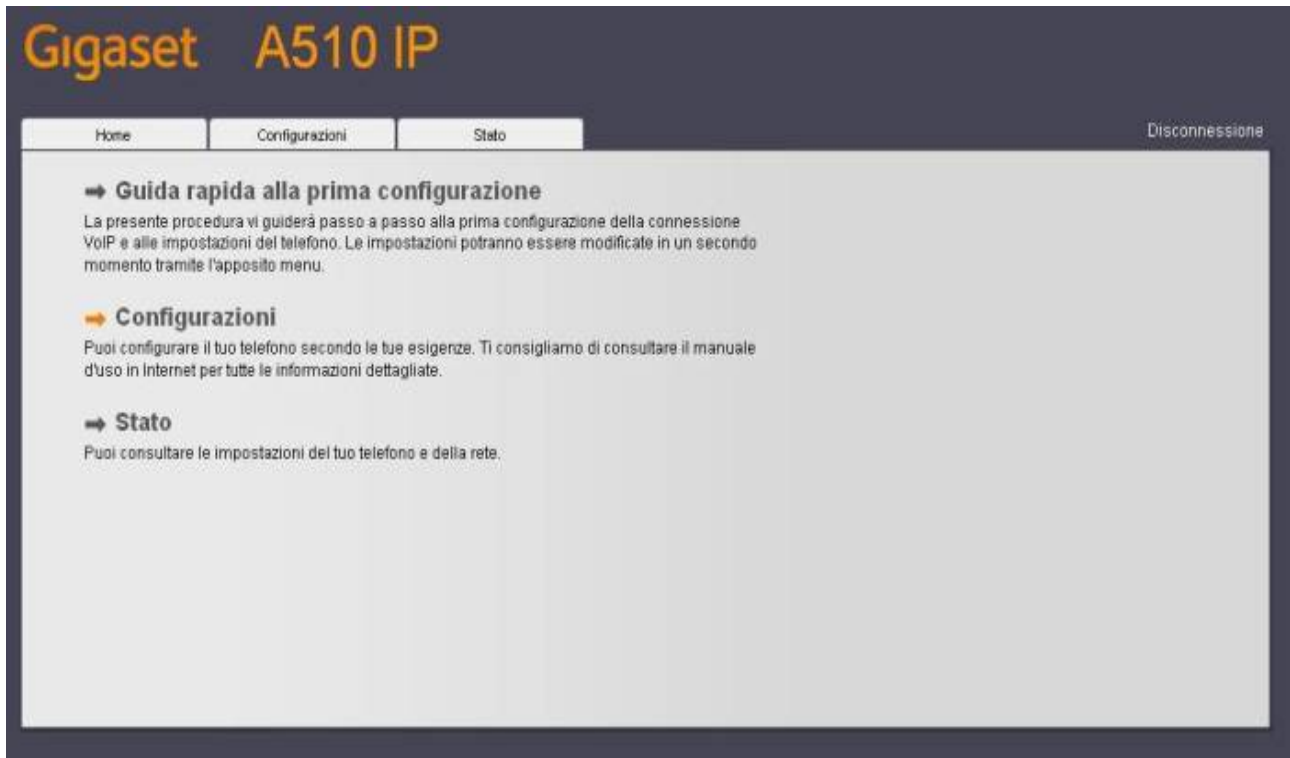 Gigaset A510 IP
Home Configurazioni Stato Disconnessione
Guida rapida alla prima configurazione
La presente procedura vi guiderà passo a passo alla prima configurazione della connessione
VoIP e alle impostazioni del telefono. Le impostazioni potranno essere modificate in un secondo
momento tramite l'apposito menu.
Configurazioni
Puoi configurare il tuo telefono secondo le tue esigenze. Ti consigliamo di consultare il manuale
d'uso in Internet per tutte le informazioni dettagliate.
Stato
Puoi consultare le impostazioni del tuo telefono e della rete.